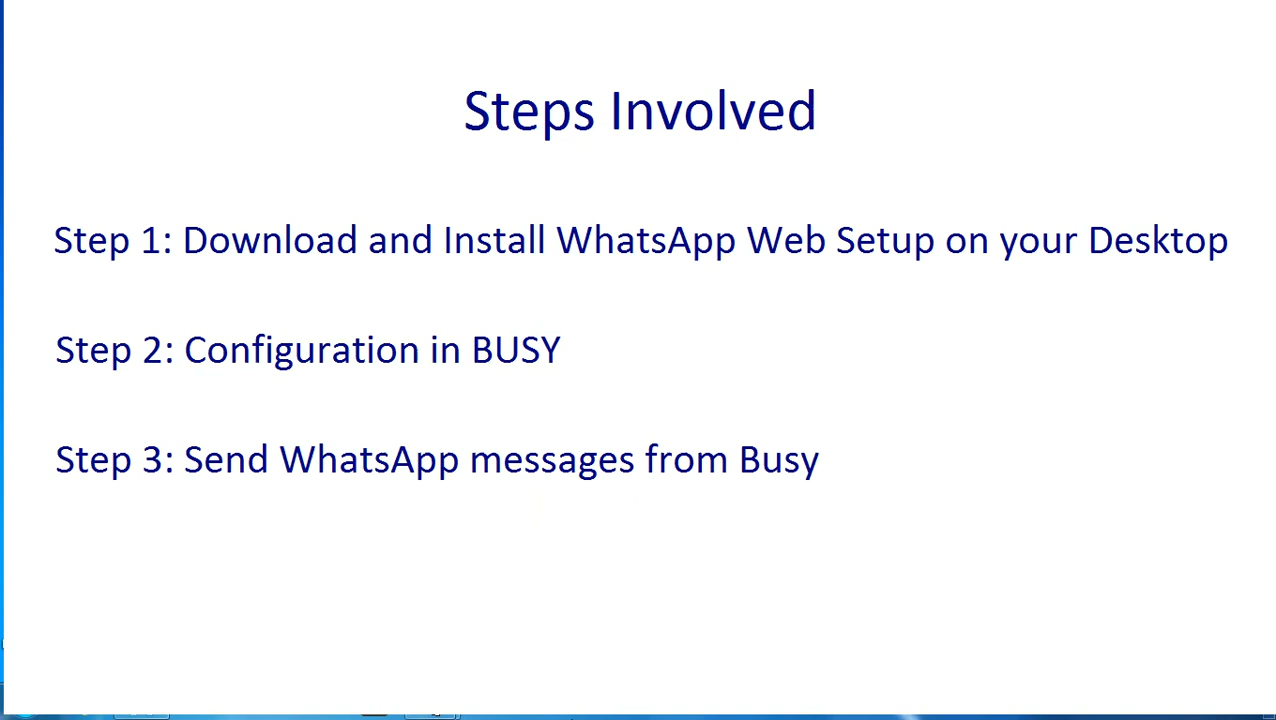 Steps Involved
Step 1: Download and Install WhatsApp Web Setup on your Desktop
Step 2: Configuration in BUSY
Step 3: Send WhatsApp messages from Busy